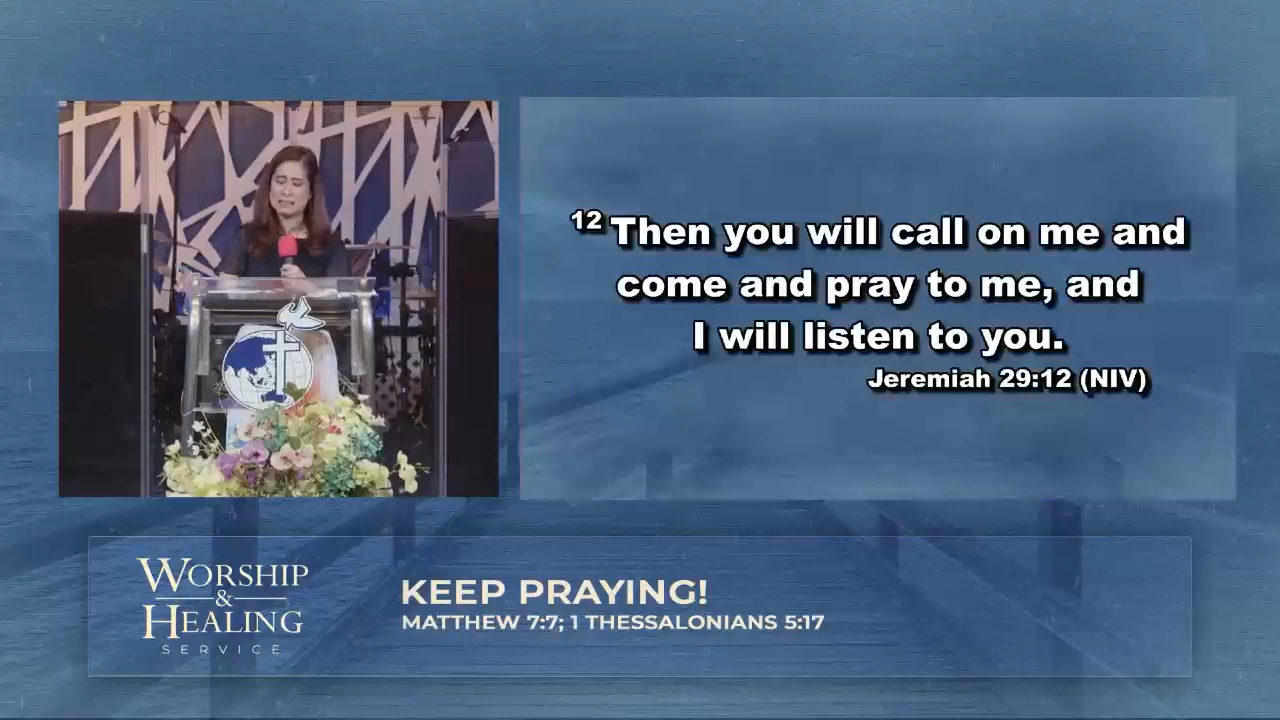 12 Then you will call on me and
come and pray to me, and
I will listen to you.
Jeremiah 29:12 (NIV)
WORSHIP
&
HEALING
SERVICE
KEEP PRAYING!
MATTHEW 7:7; 1 THESSALONIANS 5:17